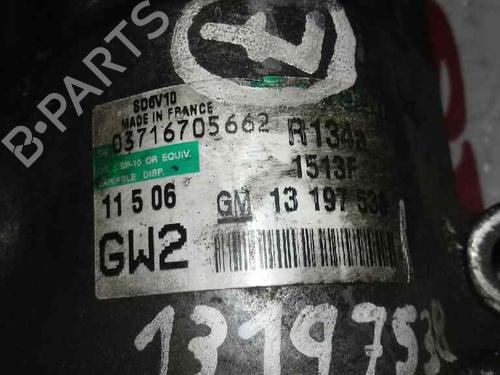 B-PARTS
SD6V10
MADE IN FRANCE
03716705662 R134a
SP-10 OR EQUIV.
VARIABLE DISP.
1513F
11 5 06 GM 13 197 538
GW2
13197538